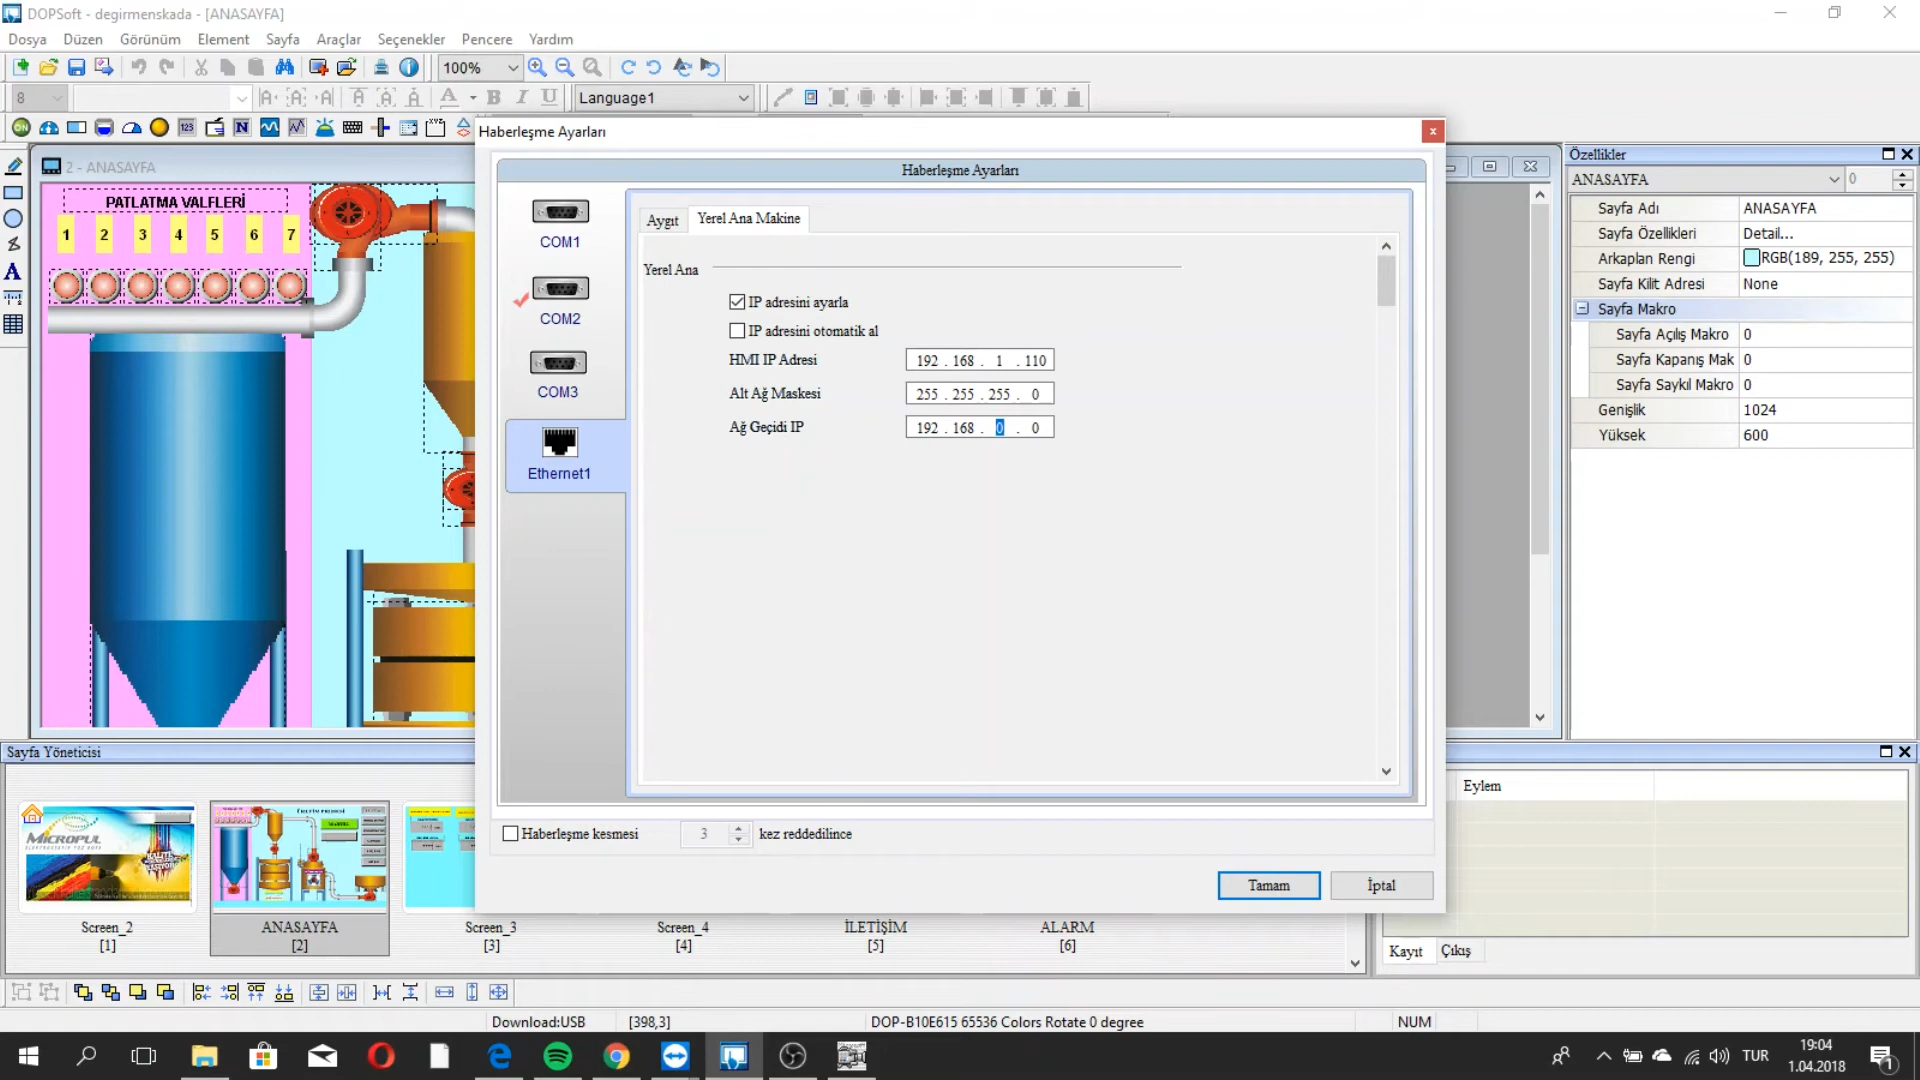 DOPSoft - degirmenskada - [ANASAYFA]
Dosya Düzen Görünüm Element Sayfa Araçlar Seçenekler Pencere Yardım
100%
8 Language1
Haberleşme Ayarları
2 - ANASAYFA
PATLATMA VALFLERİ
1 2 3 4 5 6 7
Haberleşme Ayarları
COM1
COM2
COM3
Ethernet1
Aygıt Yerel Ana Makine
Yerel Ana
IP adresini ayarla
IP adresini otomatik al
HMI IP Adresi 192 . 168 . 1 . 110
Alt Ağ Maskesi 255 . 255 . 255 . 0
Ağ Geçidi IP 192 . 168 . 0 . 0
Haberleşme kesmesi 3 kez reddedilince
Tamam İptal
Özellikler
ANASAYFA 0
Sayfa Adı ANASAYFA
Sayfa Özellikleri Detail...
Arkaplan Rengi RGB(189, 255, 255)
Sayfa Kilit Adresi None
Sayfa Makro
Sayfa Açılış Makro 0
Sayfa Kapanış Mak 0
Sayfa Saykıl Makro 0
Genişlik 1024
Yüksek 600
Sayfa Yöneticisi
MICROPUL
Screen_2 ANASAYFA Screen_3 Screen_4 İLETİŞİM ALARM
[1] [2] [3] [4] [5] [6]
Eylem
Kayıt Çıkış
Download:USB [398,3] DOP-B10E615 65536 Colors Rotate 0 degree NUM
TUR
19:04
1.04.2018
1